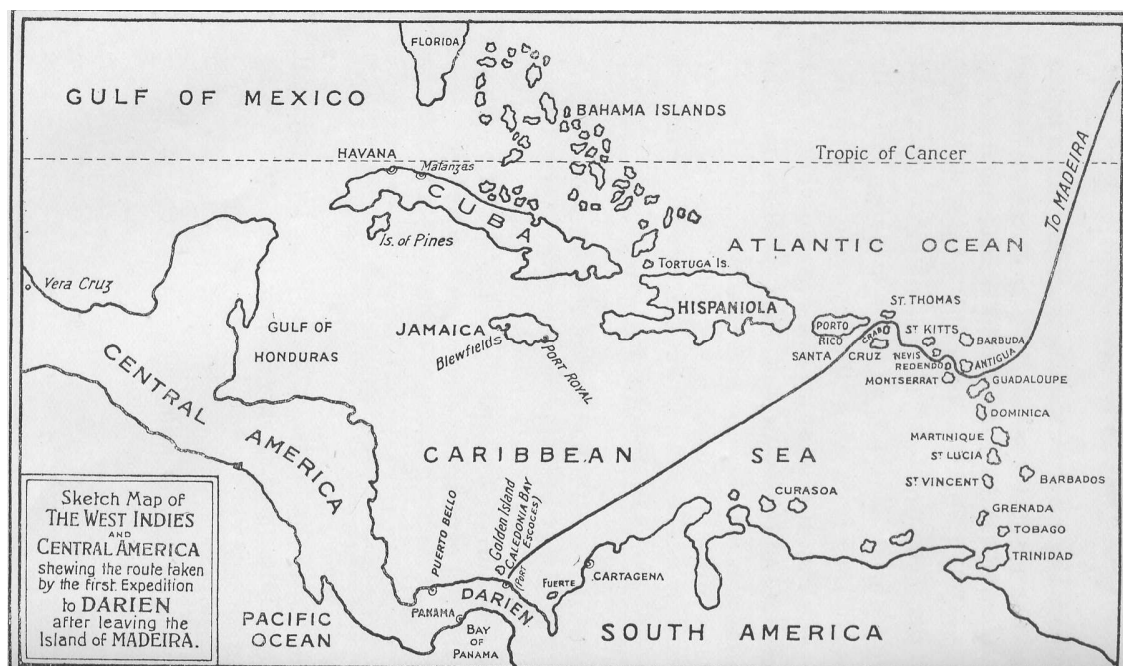 FLORIDA
GULF OF MEXICO
BAHAMA ISLANDS
HAVANA
Matanzas
Tropic of Cancer
To MADEIRA
CUBA
Is. of Pines
ATLANTIC OCEAN
TORTUGA Is.
Vera Cruz
HISPANIOLA
ST. THOMAS
GULF OF
HONDURAS
JAMAICA
Blewfields
PORT ROYAL
PORTO
RICO
CRAB
SANTA CRUZ
ST KITTS
BARBUDA
NEVIS
REDENDO
ANTIGUA
MONTSERRAT
GUADALOUPE
DOMINICA
CENTRAL AMERICA
CARIBBEAN SEA
MARTINIQUE
ST LUCIA
ST VINCENT
BARBADOS
CURASOA
GRENADA
TOBAGO
TRINIDAD
PUERTO BELLO
Golden Island
CALEDONIA BAY
(PORT ESCOCES)
FUERTE
CARTAGENA
DARIEN
PANAMA
BAY
OF
PANAMA
PACIFIC
OCEAN
SOUTH AMERICA
Sketch Map of
THE WEST INDIES
AND
CENTRAL AMERICA
shewing the route taken
by the first Expedition
to DARIEN
after leaving the
Island of MADEIRA.